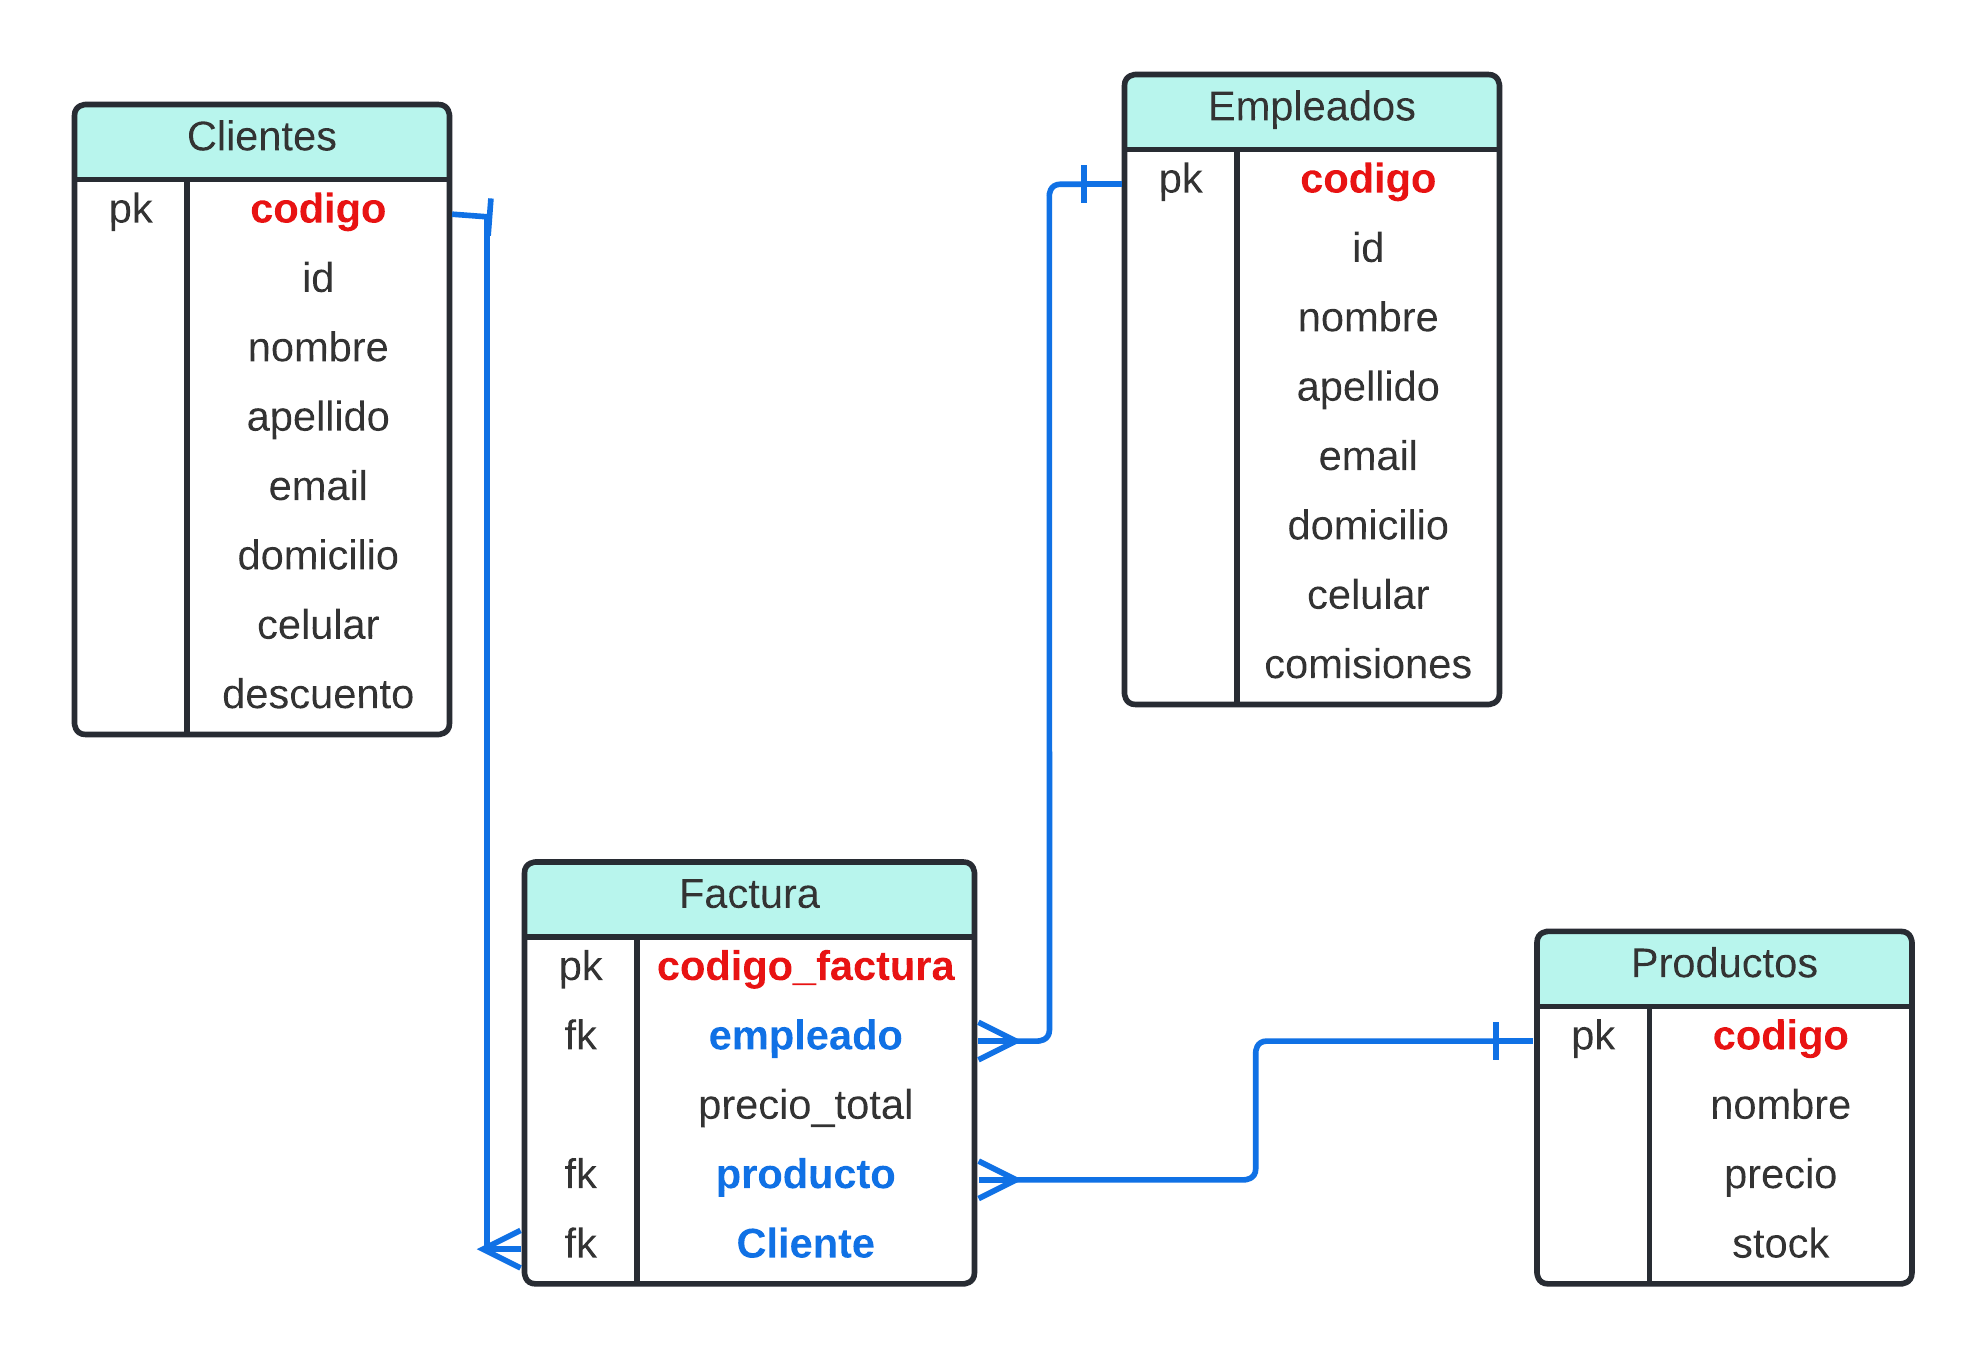 Clientes
pk codigo
id
nombre
apellido
email
domicilio
celular
descuento
Empleados
pk codigo
id
nombre
apellido
email
domicilio
celular
comisiones
Factura
pk codigo_factura
fk empleado
precio_total
fk producto
fk Cliente
Productos
pk codigo
nombre
precio
stock